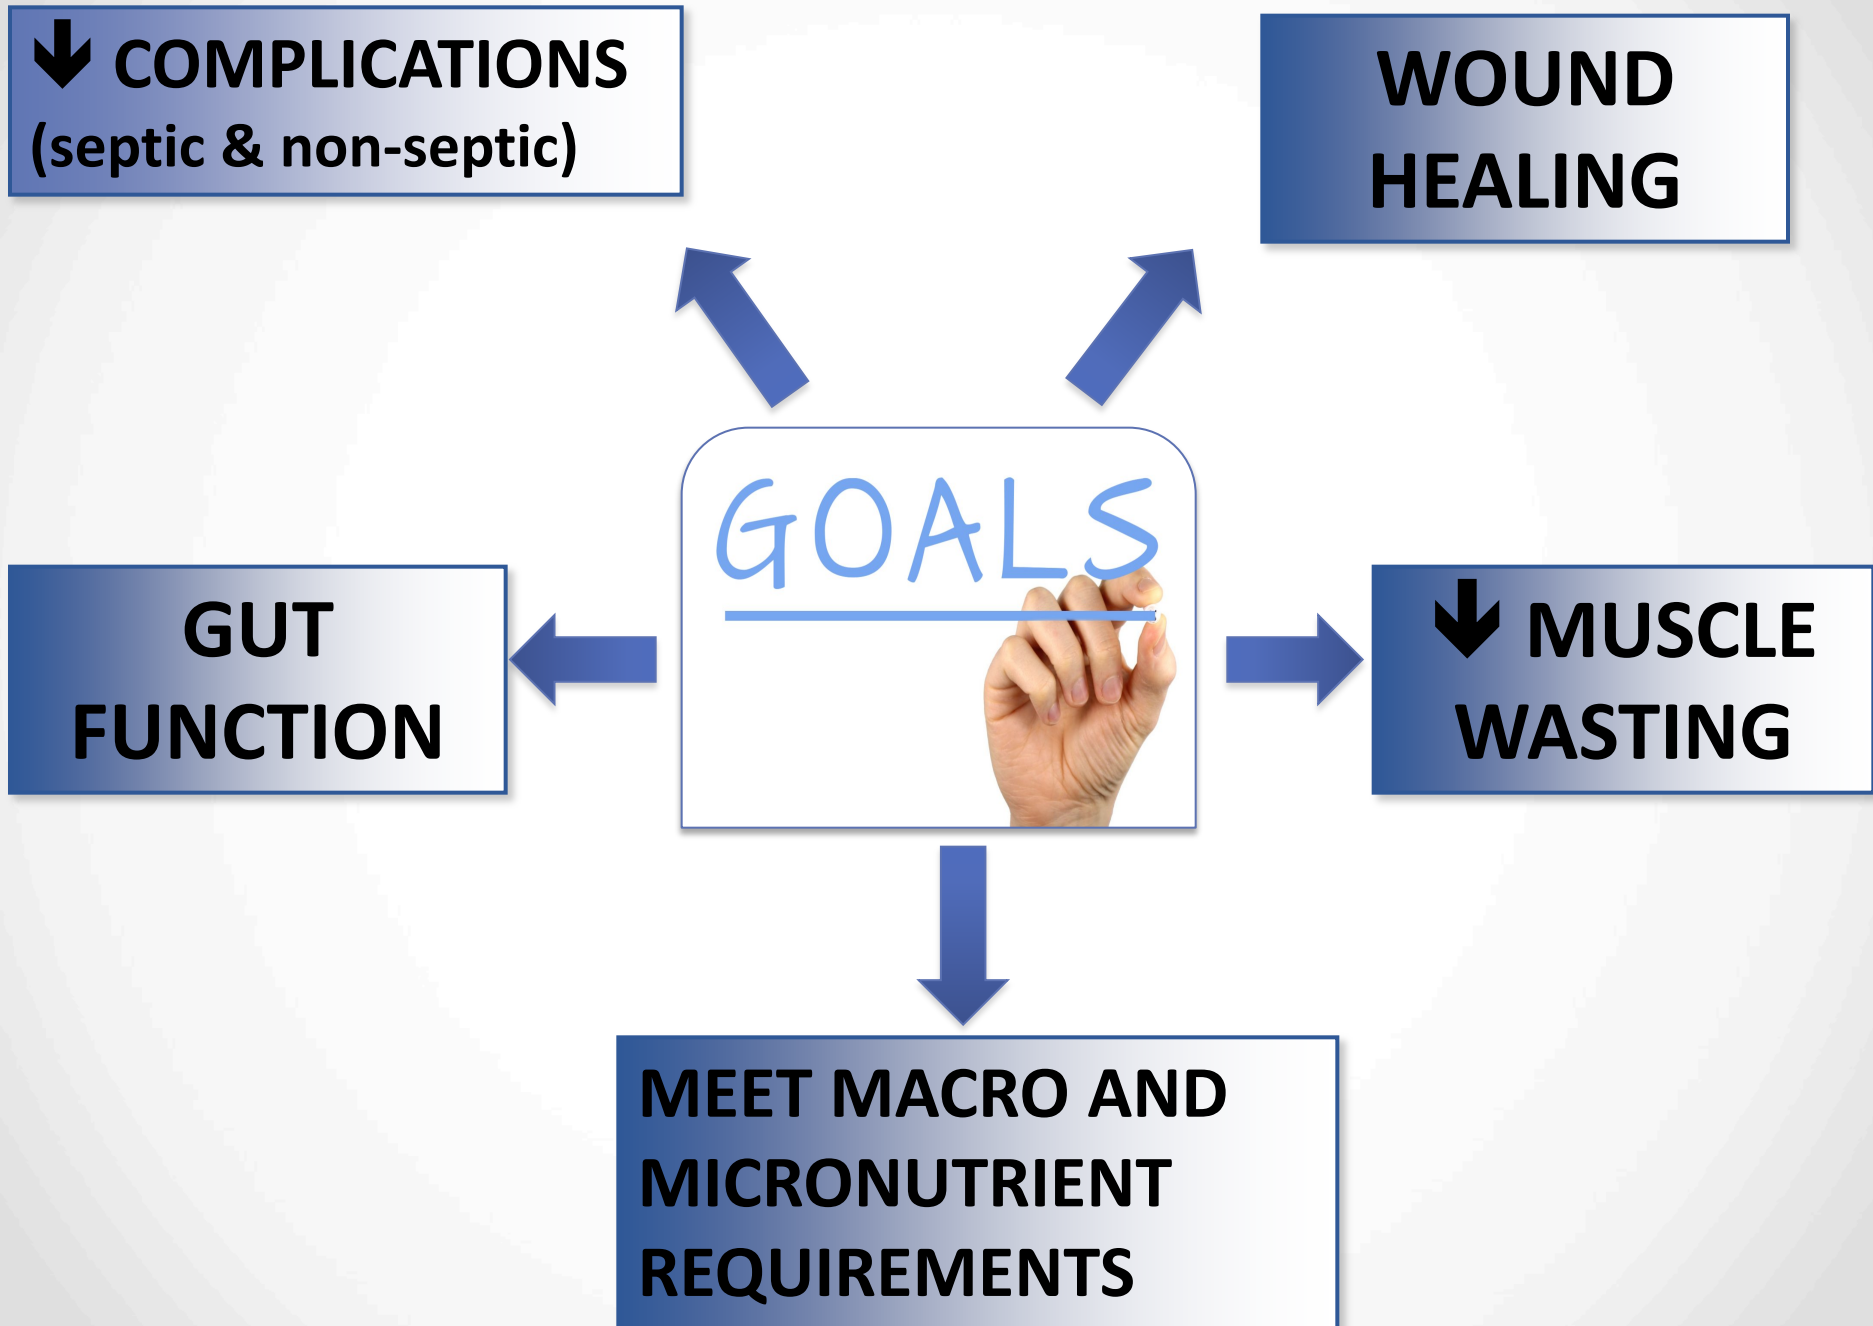 🡻 COMPLICATIONS
(septic & non-septic)
WOUND
HEALING
GOALS
GUT
FUNCTION
🡻 MUSCLE
WASTING
MEET MACRO AND
MICRONUTRIENT
REQUIREMENTS